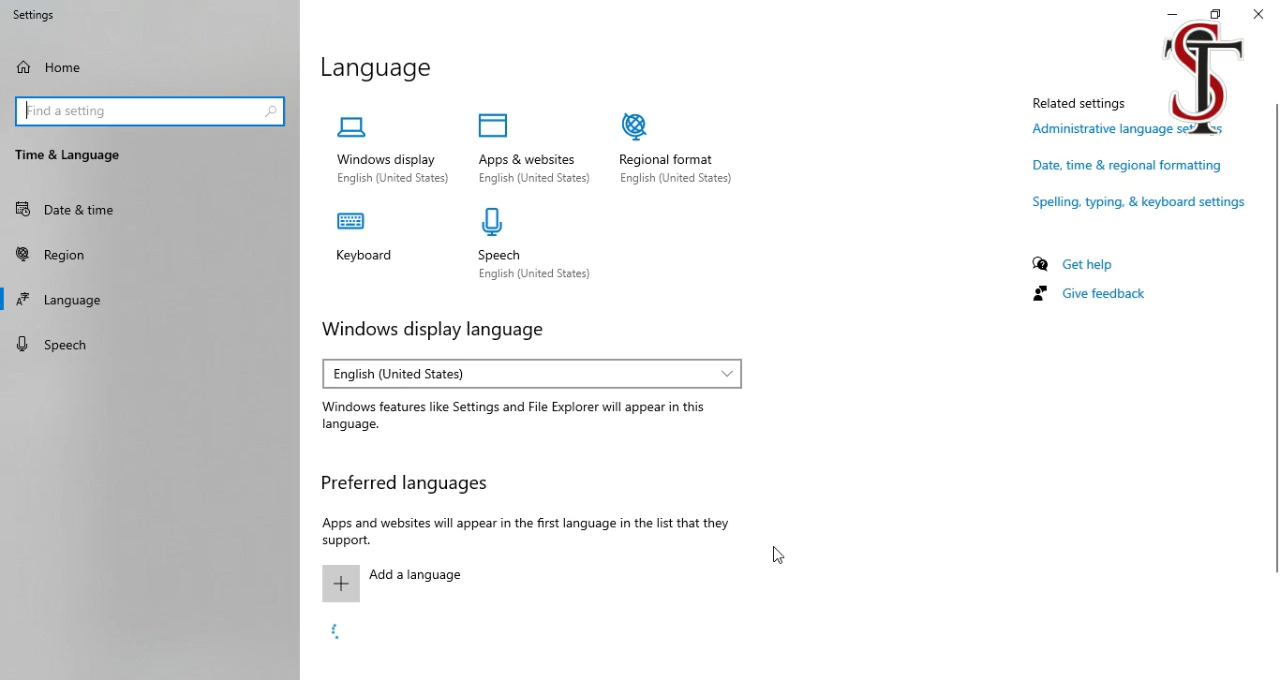 Settings
Home
Find a setting
Time & Language
Date & time
Region
Language
Speech
Language
Windows display
English (United States)
Apps & websites
English (United States)
Regional format
English (United States)
Keyboard
Speech
English (United States)
Windows display language
English (United States)
Windows features like Settings and File Explorer will appear in this
language.
Preferred languages
Apps and websites will appear in the first language in the list that they
support.
Add a language
Related settings
Administrative language settings
Date, time & regional formatting
Spelling, typing, & keyboard settings
Get help
Give feedback
ST